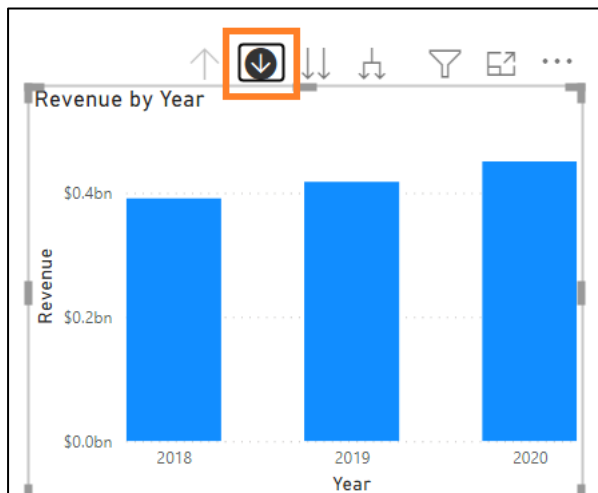 Revenue by Year
$0.4bn
$0.2bn
$0.0bn
Revenue
2018 2019 2020
Year